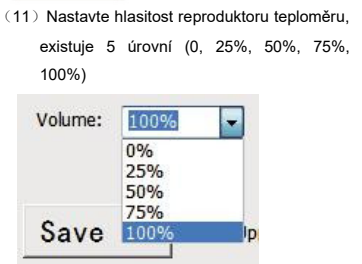 （11）Nastavte hlasitost reproduktoru teploměru,
existuje 5 úrovní (0, 25%, 50%, 75%,
100%)
Volume: 100%
0%
25%
50%
75%
Save 100%